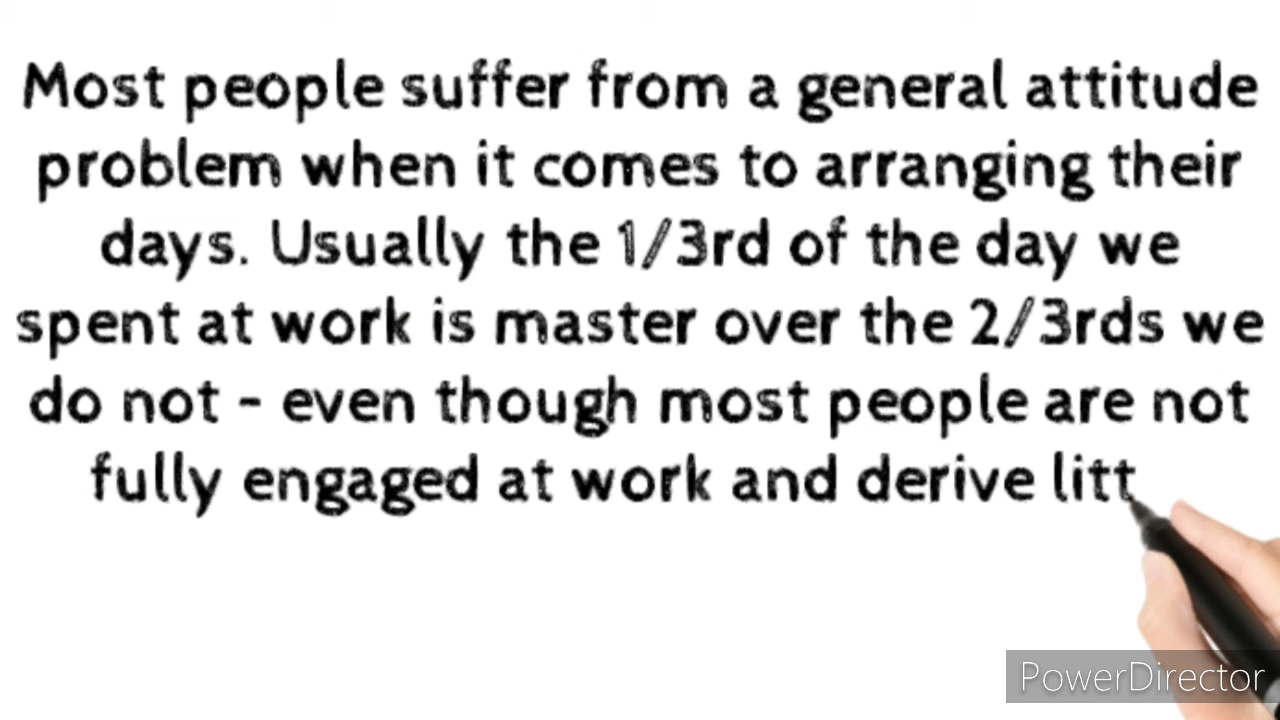 Most people suffer from a general attitude
problem when it comes to arranging their
days. Usually the 1/3rd of the day we
spent at work is master over the 2/3rds we
do not - even though most people are not
fully engaged at work and derive litt
PowerDirector